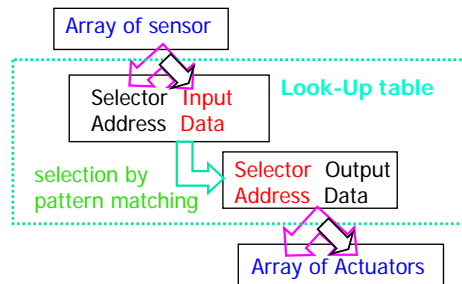 Array of sensor
Look-Up table
Selector Input
Address Data
selection by
pattern matching
Selector Output
Address Data
Array of Actuators